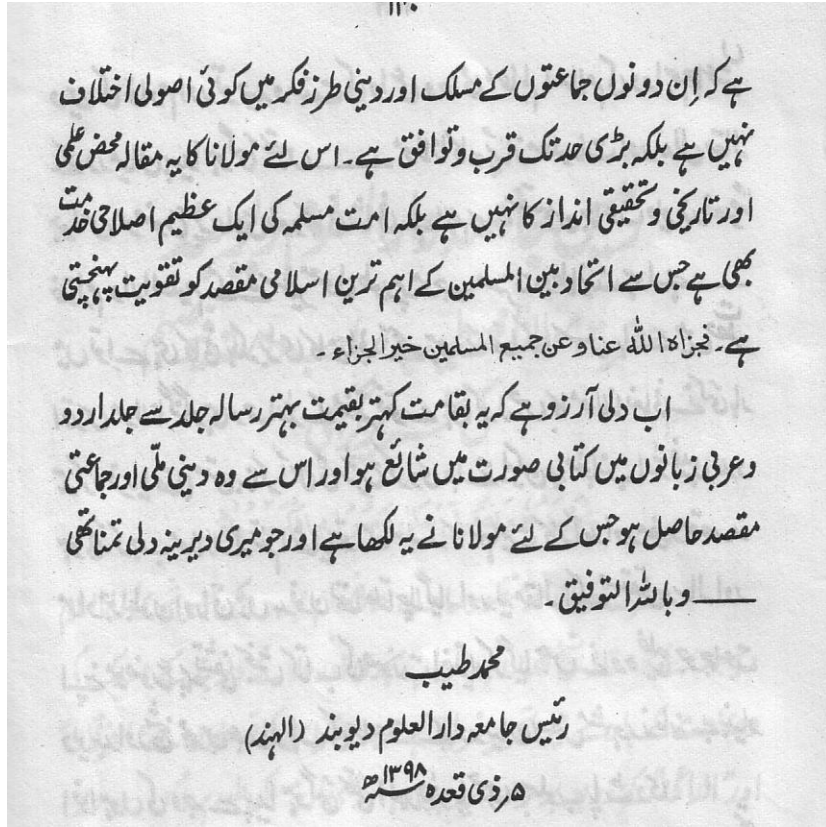 ۱۳۰
ہے کہ اِن دونوں جماعتوں کے مسلک اور دینی طرز فکر میں کوئی اصولی اختلاف
نہیں ہے بلکہ بڑی حد تک قرب و توافق ہے۔ اس لئے مولانا کا یہ مقالہ محض علمی
اور تاریخی و تحقیقی انداز کا نہیں ہے بلکہ امت مسلمہ کی ایک عظیم اصلاحی خدمت
بھی ہے جس سے اتحاد بین المسلمین کے اہم ترین اسلامی مقصد کو تقویت پہنچتی
ہے۔ فجزاہ اللہ عنا و عن جمیع المسلمین خیر الجزاء۔
اب دلی آرزو ہے کہ یہ بقامت کہتر بقیمت بہتر رسالہ جلد سے جلد اردو
و عربی زبانوں میں کتابی صورت میں شائع ہو اور اس سے وہ دینی ملّی اور جماعتی
مقصد حاصل ہو جس کے لئے مولانا نے یہ لکھا ہے اور جو میری دیرینہ دلی تمنا تھی
—— و باللہ التوفیق۔
محمد طیب
رئیس جامعہ دارالعلوم دیوبند (الہند)
۵؍ ذی قعدہ ۱۳۹۸ھ